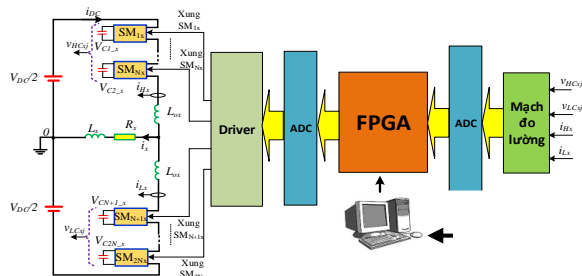 i_DC
Xung
SM_1x
SM_1x
V_C1_x
v_HCxj
Xung
SM_Nx
SM_Nx
V_C2_x
V_DC/2
i_Hx
L_ox
0
L_x
R_x
i_x
L_ox
i_Lx
V_DC/2
V_CN+1_x
SM_N+1x
Xung
SM_N+1x
v_LCxj
V_C2N_x
SM_2Nx
Xung
Driver
ADC
FPGA
ADC
Mạch
đo
lường
v_HCxj
v_LCxj
i_Hx
i_Lx